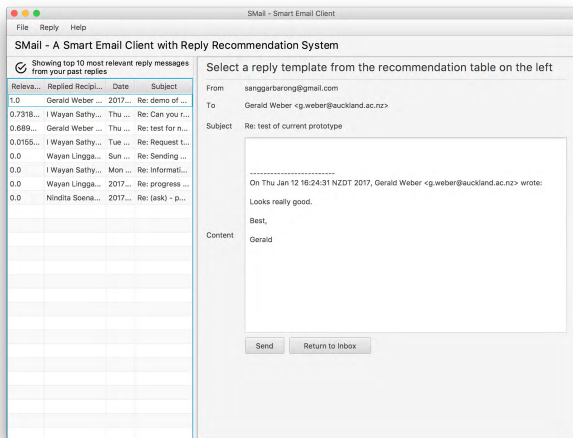 SMail - Smart Email Client
File Reply Help
SMail - A Smart Email Client with Reply Recommendation System
Showing top 10 most relevant reply messages
from your past replies
Releva... Replied Recipi... Date Subject
1.0 Gerald Weber ... 2017... Re: demo of ...
0.7318... I Wayan Sathy... Thu ... Re: Can you r...
0.689... Gerald Weber ... Thu ... Re: test for n...
0.0155... I Wayan Sathy... Tue ... Re: Request t...
0.0 Wayan Lingga... Sun ... Re: Sending ...
0.0 I Wayan Sathy... Mon ... Re: Informati...
0.0 Wayan Lingga... 2017... Re: progress ...
0.0 Nindita Soena... 2017... Re: (ask) - p...
Select a reply template from the recommendation table on the left
From sanggarbarong@gmail.com
To Gerald Weber <g.weber@auckland.ac.nz>
Subject Re: test of current prototype
Content
-------------------------
On Thu Jan 12 16:24:31 NZDT 2017, Gerald Weber <g.weber@auckland.ac.nz> wrote:
Looks really good.
Best,
Gerald
Send Return to Inbox